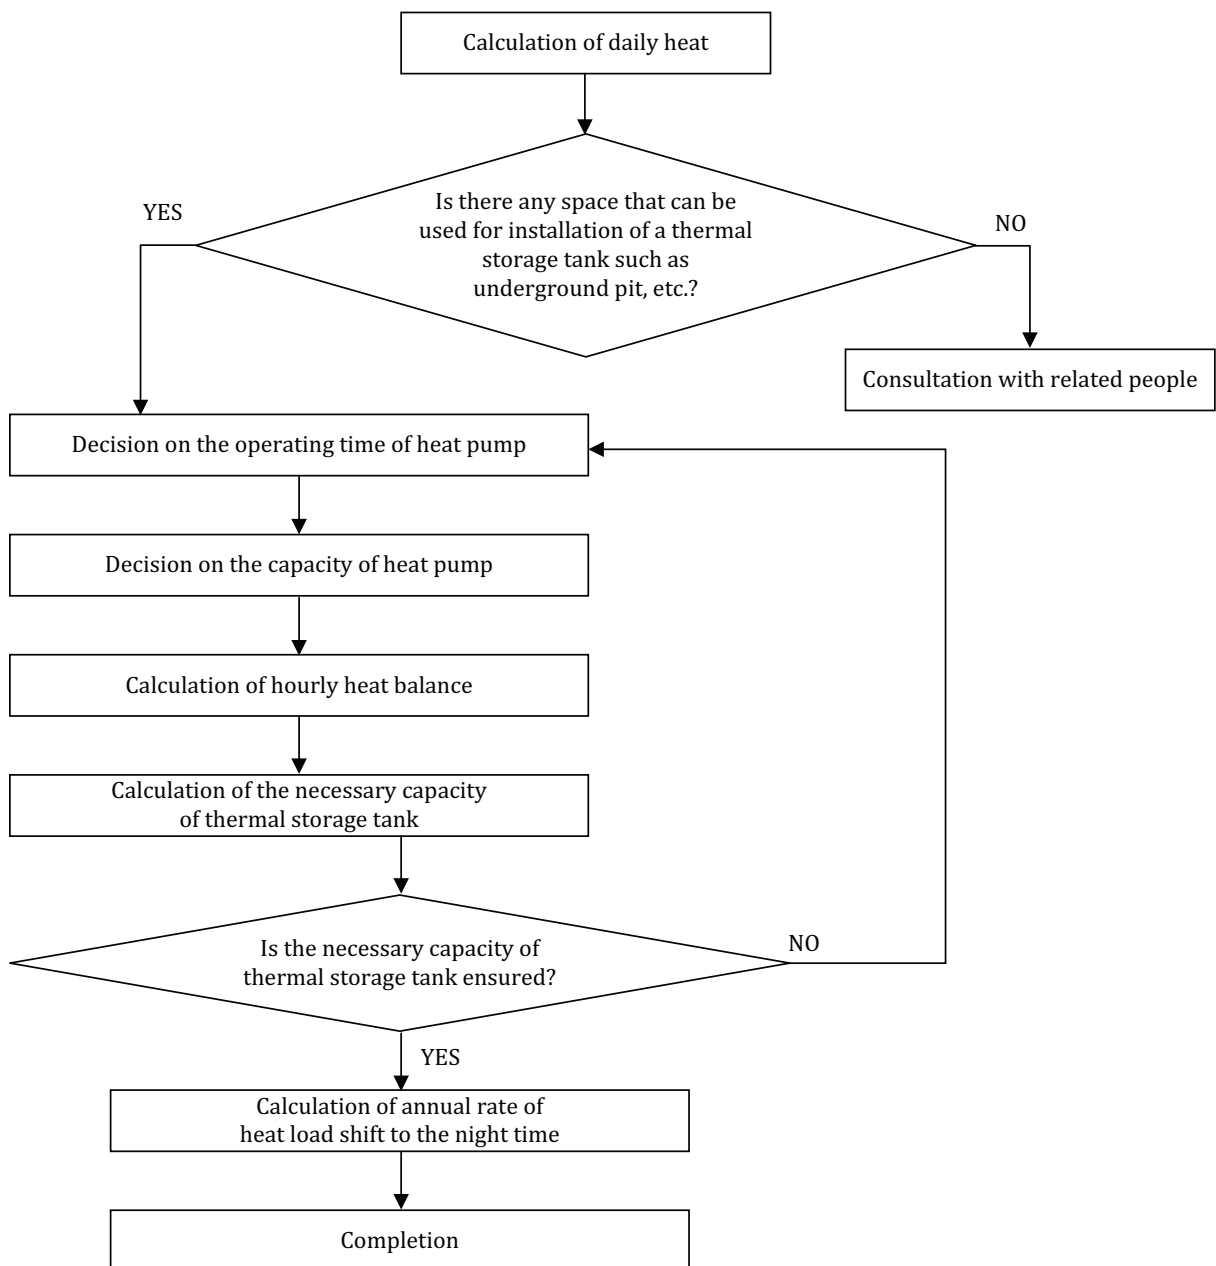 Calculation of daily heat
Is there any space that can be
used for installation of a thermal
storage tank such as
underground pit, etc.?
YES
NO
Consultation with related people
Decision on the operating time of heat pump
Decision on the capacity of heat pump
Calculation of hourly heat balance
Calculation of the necessary capacity
of thermal storage tank
Is the necessary capacity of
thermal storage tank ensured?
NO
YES
Calculation of annual rate of
heat load shift to the night time
Completion